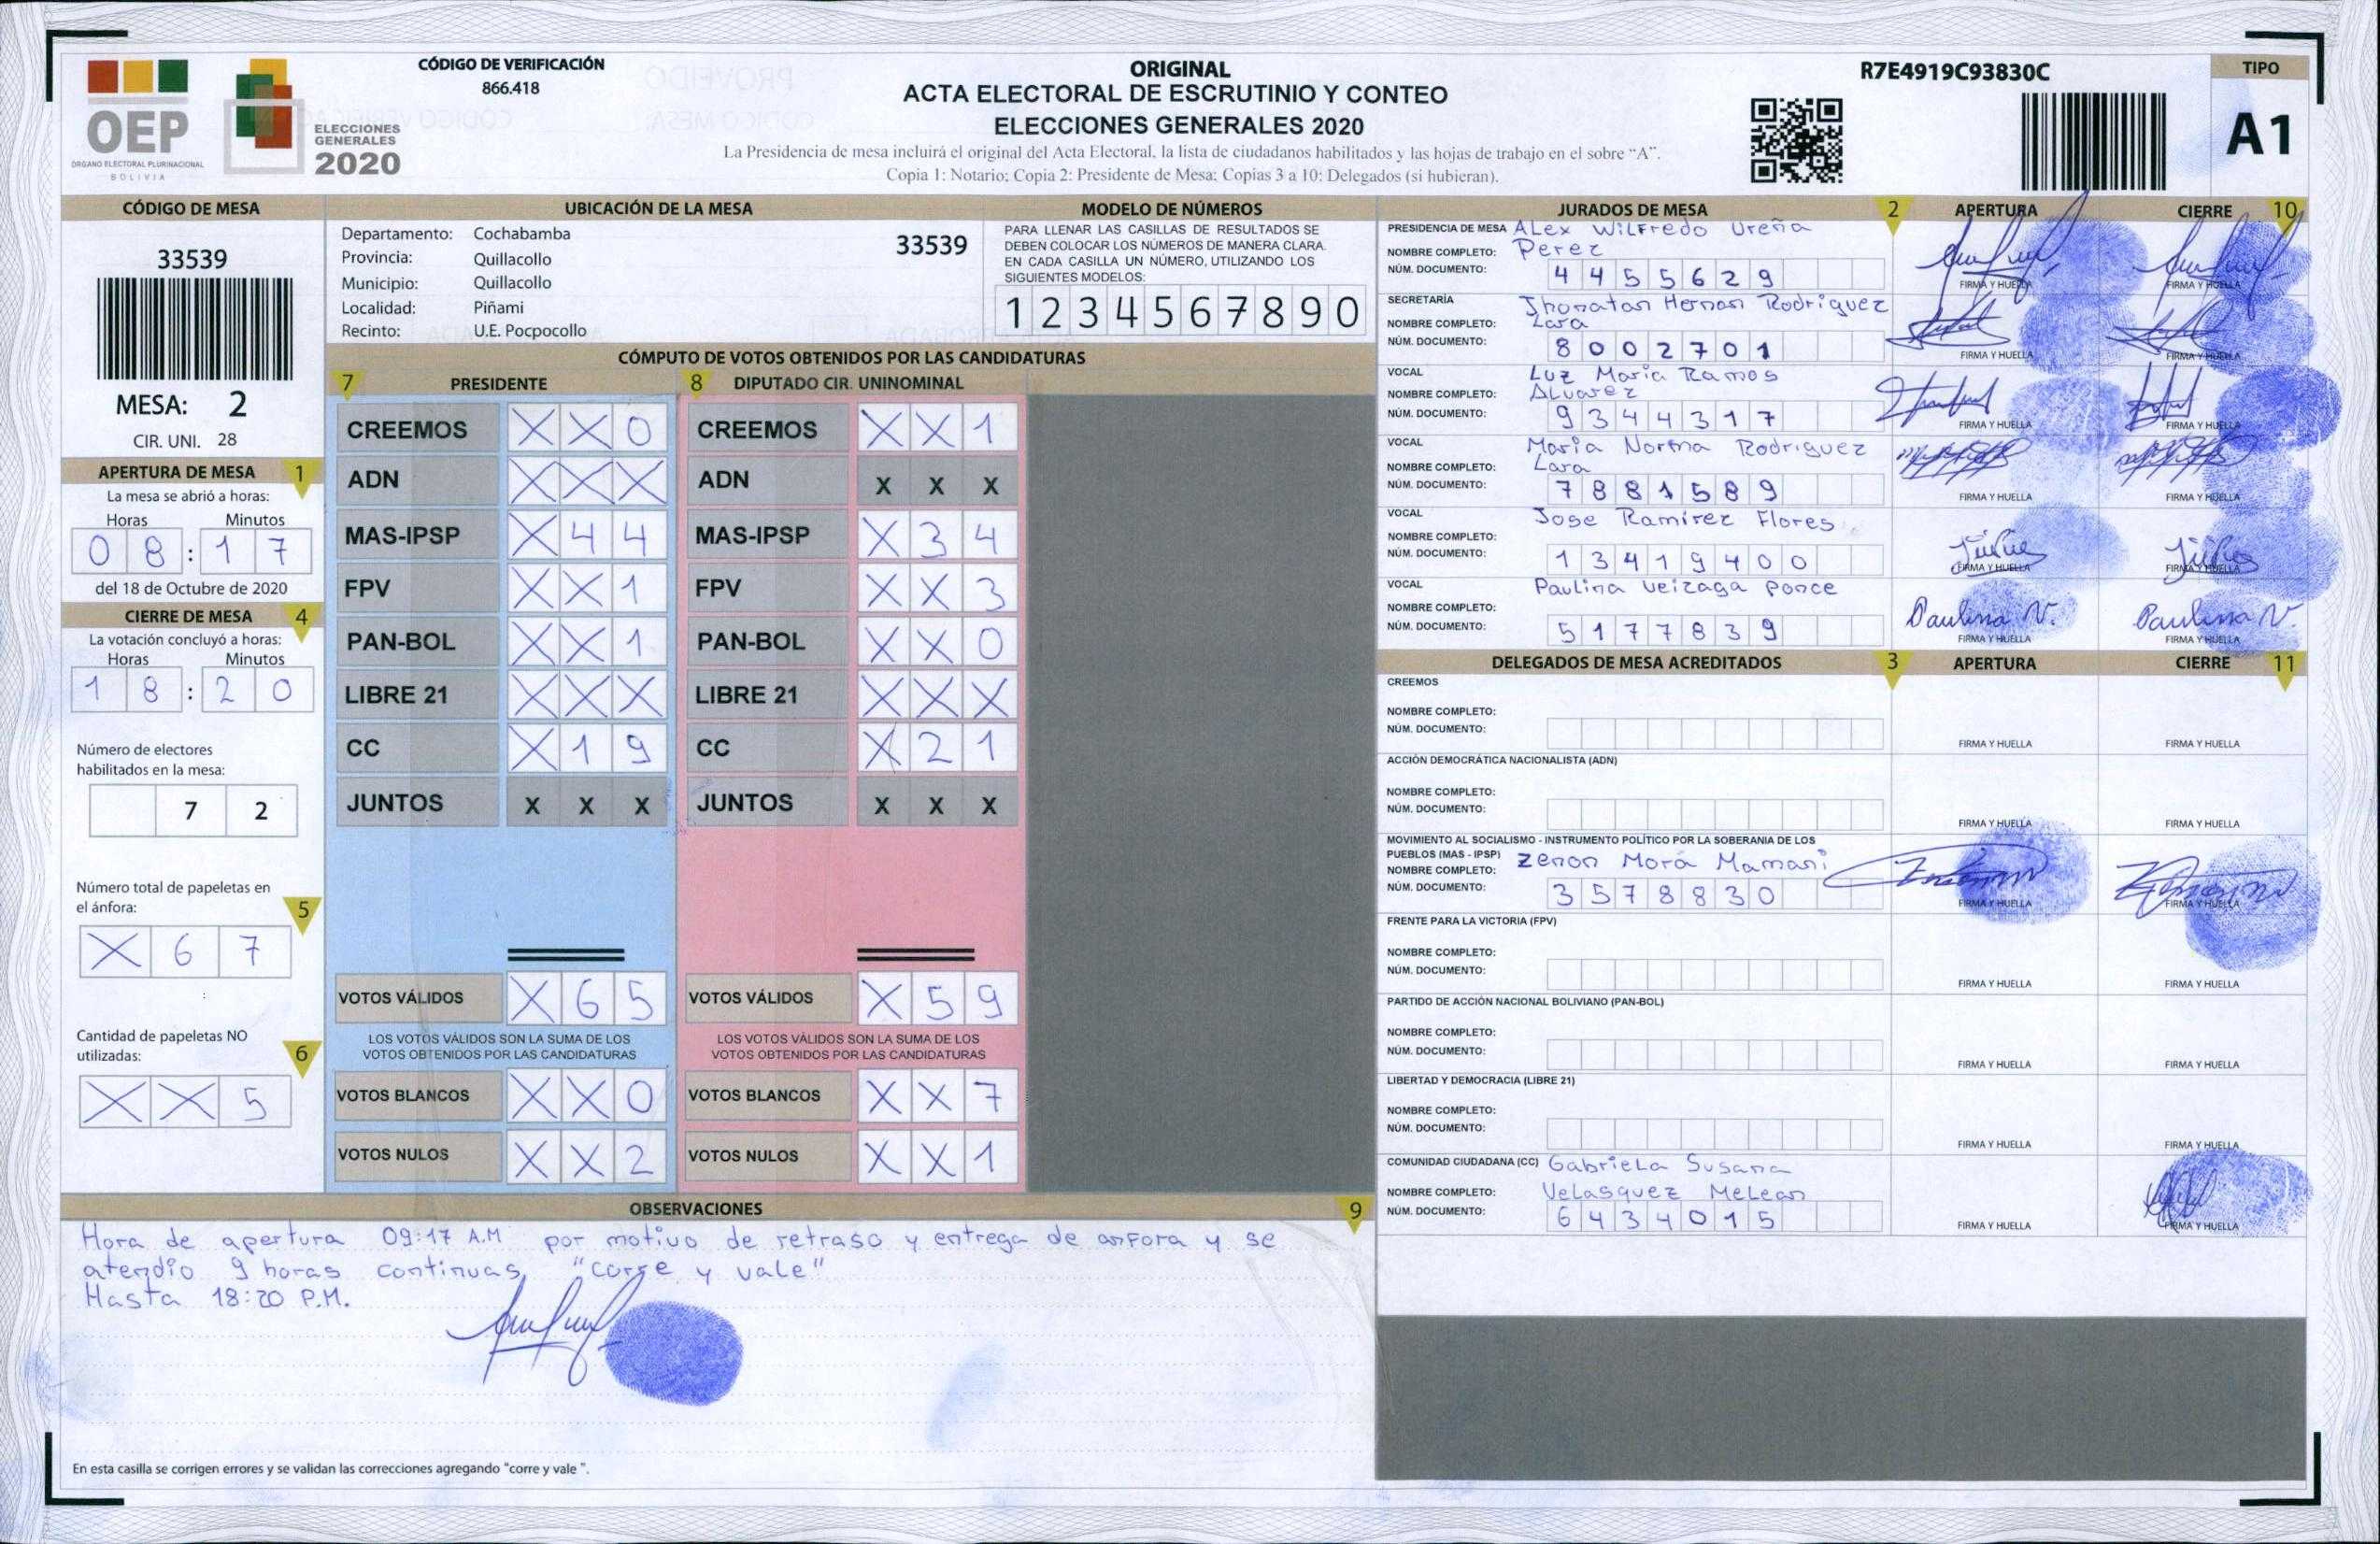 OEP
ORGANO ELECTORAL PLURINACIONAL
BOLIVIA
ELECCIONES
GENERALES
2020
CÓDIGO DE VERIFICACIÓN
866.418
ORIGINAL
ACTA ELECTORAL DE ESCRUTINIO Y CONTEO
ELECCIONES GENERALES 2020
La Presidencia de mesa incluirá el original del Acta Electoral, la lista de ciudadanos habilitados y las hojas de trabajo en el sobre “A”.
Copia 1: Notario; Copia 2: Presidente de Mesa; Copias 3 a 10: Delegados (si hubieran).
R7E4919C93830C
TIPO
A1
CÓDIGO DE MESA
33539
MESA: 2
CIR. UNI. 28
APERTURA DE MESA 1
La mesa se abrió a horas:
Horas Minutos
08:17
del 18 de Octubre de 2020
CIERRE DE MESA 4
La votación concluyó a horas:
Horas Minutos
18:20
Número de electores
habilitados en la mesa:
7 2
Número total de papeletas en
el ánfora: 5
X 6 7
Cantidad de papeletas NO
utilizadas: 6
X X 5
UBICACIÓN DE LA MESA
Departamento: Cochabamba
Provincia: Quillacollo
Municipio: Quillacollo
Localidad: Piñami
Recinto: U.E. Pocpocollo
33539
MODELO DE NÚMEROS
PARA LLENAR LAS CASILLAS DE RESULTADOS SE
DEBEN COLOCAR LOS NÚMEROS DE MANERA CLARA.
EN CADA CASILLA UN NÚMERO, UTILIZANDO LOS
SIGUIENTES MODELOS:
1 2 3 4 5 6 7 8 9 0
CÓMPUTO DE VOTOS OBTENIDOS POR LAS CANDIDATURAS
7 PRESIDENTE
CREEMOS X X 0
ADN X X X
MAS-IPSP X 4 4
FPV X X 1
PAN-BOL X X 1
LIBRE 21 X X X
CC X 1 9
JUNTOS X X X
VOTOS VÁLIDOS X 6 5
LOS VOTOS VÁLIDOS SON LA SUMA DE LOS
VOTOS OBTENIDOS POR LAS CANDIDATURAS
VOTOS BLANCOS X X 0
VOTOS NULOS X X 2
8 DIPUTADO CIR. UNINOMINAL
CREEMOS X X 1
ADN X X X
MAS-IPSP X 3 4
FPV X X 3
PAN-BOL X X 0
LIBRE 21 X X X
CC X 2 1
JUNTOS X X X
VOTOS VÁLIDOS X 5 9
LOS VOTOS VÁLIDOS SON LA SUMA DE LOS
VOTOS OBTENIDOS POR LAS CANDIDATURAS
VOTOS BLANCOS X X 7
VOTOS NULOS X X 1
OBSERVACIONES 9
Hora de apertura 09:17 A.M por motivo de retraso y entrega de anfora y se
atendio 9 horas continuas, "corre y vale"
Hasta 18:20 P.M.
En esta casilla se corrigen errores y se validan las correcciones agregando "corre y vale ".
JURADOS DE MESA 2 APERTURA CIERRE 10
PRESIDENCIA DE MESA ALex WiLFredo Ureña
NOMBRE COMPLETO: Perez
NÚM. DOCUMENTO: 4455629
FIRMA Y HUELLA FIRMA Y HUELLA
SECRETARÍA Jhonatan Hernan Rodriguez
NOMBRE COMPLETO: Lara
NÚM. DOCUMENTO: 8002701
FIRMA Y HUELLA FIRMA Y HUELLA
VOCAL Luz Maria Ramos
NOMBRE COMPLETO: ALvarez
NÚM. DOCUMENTO: 9344317
FIRMA Y HUELLA FIRMA Y HUELLA
VOCAL Maria Norma Rodriguez
NOMBRE COMPLETO: Lara
NÚM. DOCUMENTO: 7881589
FIRMA Y HUELLA FIRMA Y HUELLA
VOCAL Jose Ramirez Flores
NOMBRE COMPLETO:
NÚM. DOCUMENTO: 13419400
FIRMA Y HUELLA FIRMA Y HUELLA
VOCAL Paulina veizaga ponce
NOMBRE COMPLETO:
NÚM. DOCUMENTO: 5177839
Paulina V. Paulina V.
FIRMA Y HUELLA FIRMA Y HUELLA
DELEGADOS DE MESA ACREDITADOS 3 APERTURA CIERRE 11
CREEMOS
NOMBRE COMPLETO:
NÚM. DOCUMENTO:
FIRMA Y HUELLA FIRMA Y HUELLA
ACCIÓN DEMOCRÁTICA NACIONALISTA (ADN)
NOMBRE COMPLETO:
NÚM. DOCUMENTO:
FIRMA Y HUELLA FIRMA Y HUELLA
MOVIMIENTO AL SOCIALISMO - INSTRUMENTO POLÍTICO POR LA SOBERANIA DE LOS
PUEBLOS (MAS - IPSP) Zenon Mora Mamani
NOMBRE COMPLETO:
NÚM. DOCUMENTO: 3578830
FIRMA Y HUELLA FIRMA Y HUELLA
FRENTE PARA LA VICTORIA (FPV)
NOMBRE COMPLETO:
NÚM. DOCUMENTO:
FIRMA Y HUELLA FIRMA Y HUELLA
PARTIDO DE ACCIÓN NACIONAL BOLIVIANO (PAN-BOL)
NOMBRE COMPLETO:
NÚM. DOCUMENTO:
FIRMA Y HUELLA FIRMA Y HUELLA
LIBERTAD Y DEMOCRACIA (LIBRE 21)
NOMBRE COMPLETO:
NÚM. DOCUMENTO:
FIRMA Y HUELLA FIRMA Y HUELLA
COMUNIDAD CIUDADANA (CC) GabrieLa Susana
NOMBRE COMPLETO: VeLasquez MeLean
NÚM. DOCUMENTO: 6434015
FIRMA Y HUELLA FIRMA Y HUELLA